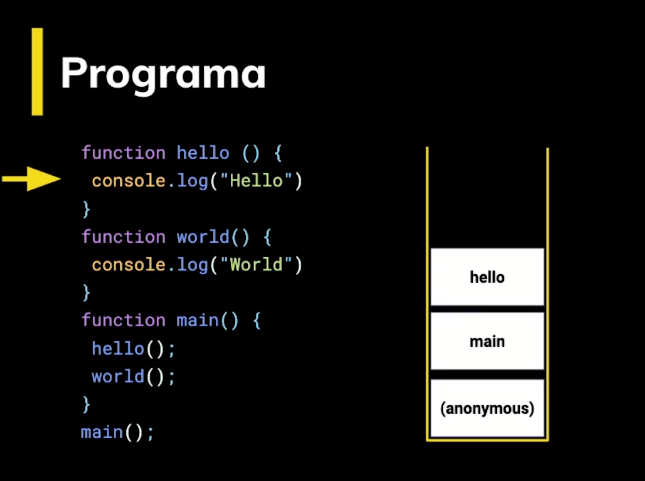 Programa
function hello () {
console.log("Hello")
}
function world() {
console.log("World")
}
function main() {
hello();
world();
}
main();
hello
main
(anonymous)